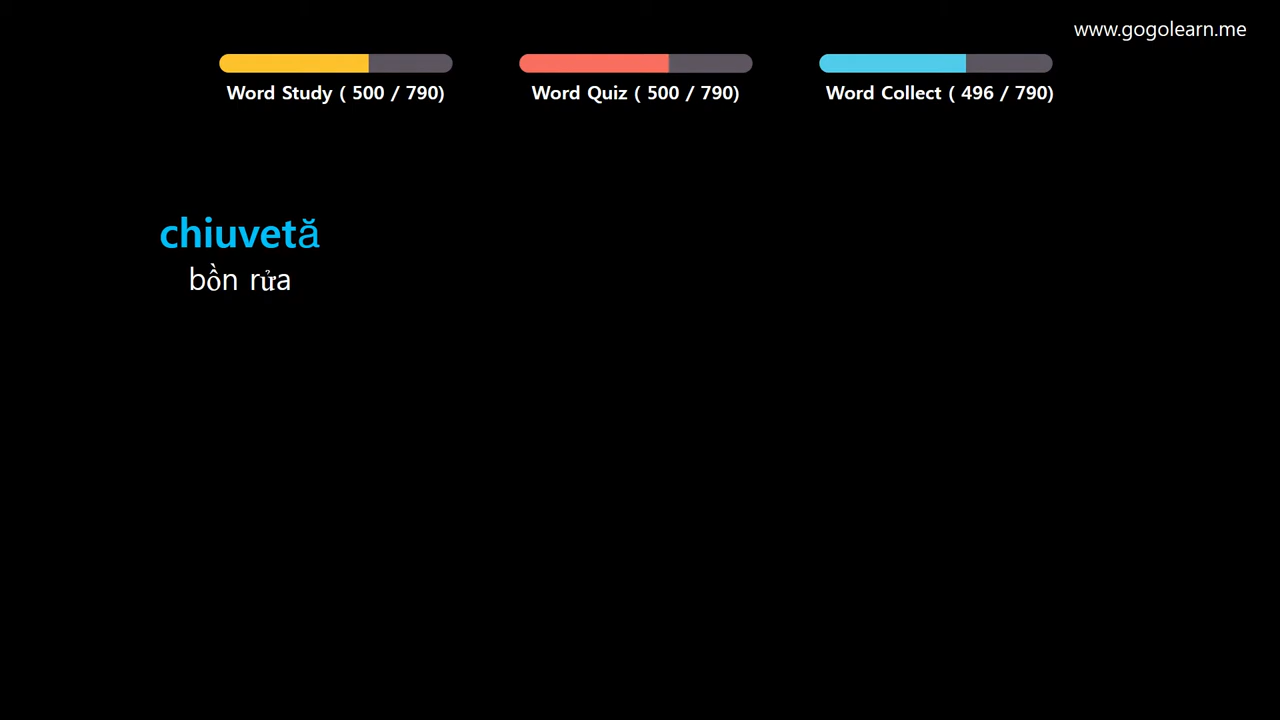 www.gogolearn.me
Word Study ( 500 / 790)
Word Quiz ( 500 / 790)
Word Collect ( 496 / 790)
chiuvetă
bồn rửa